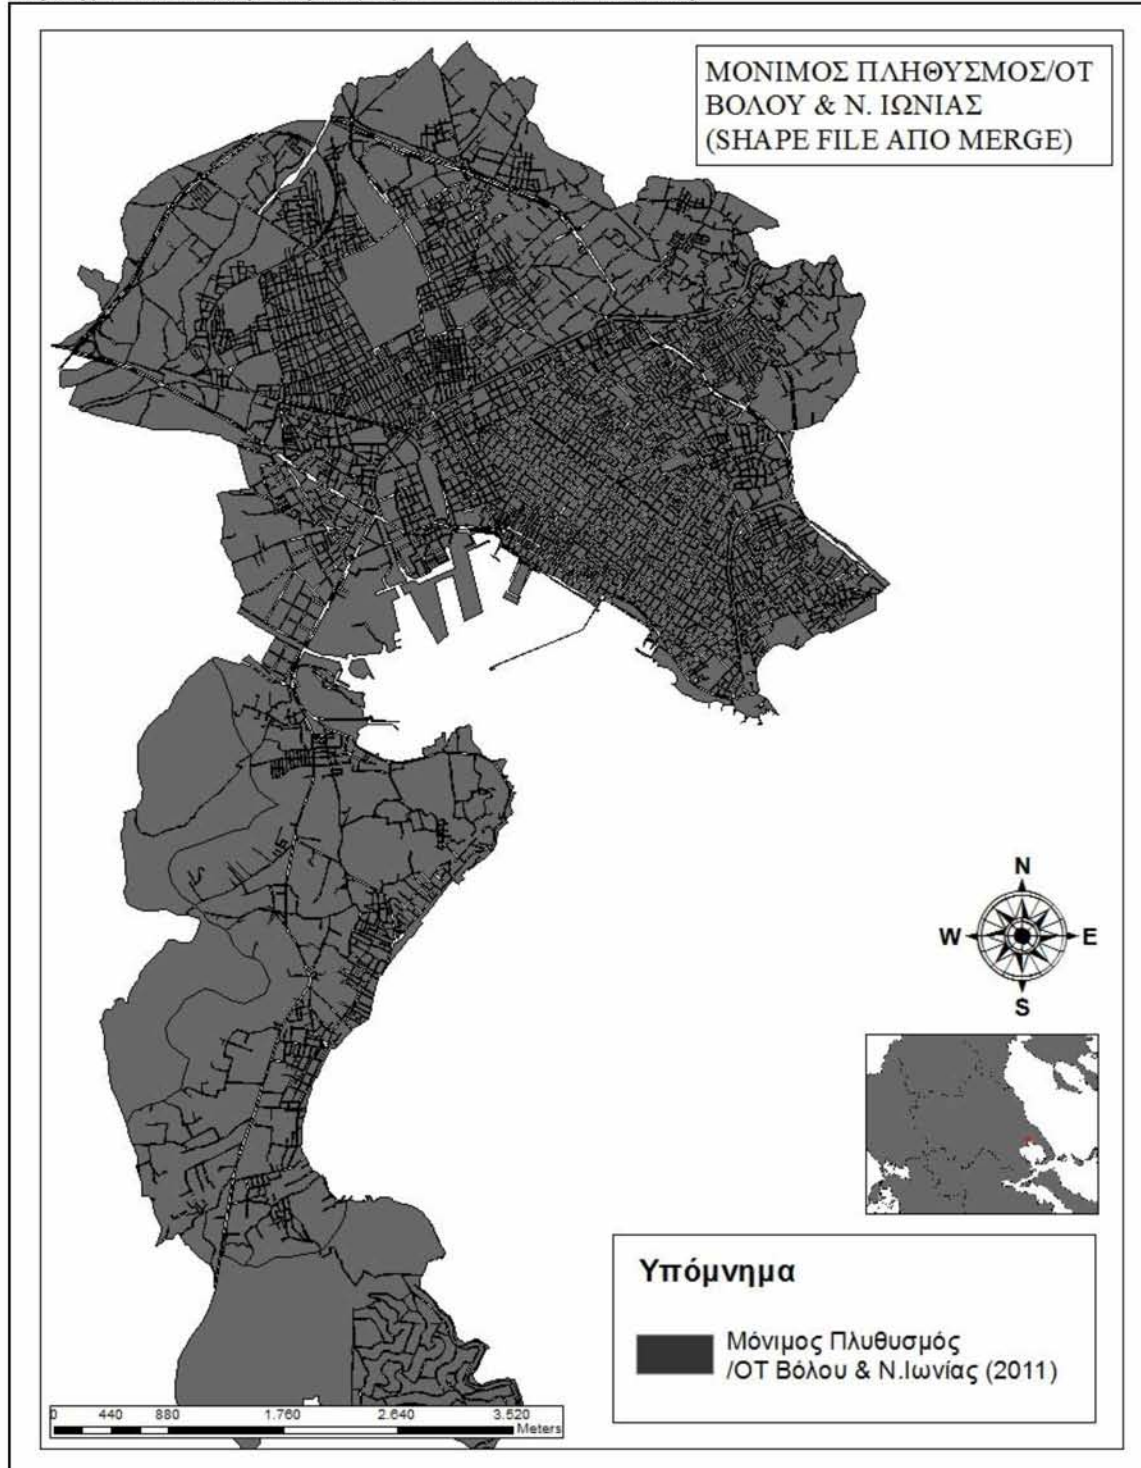 ΜΟΝΙΜΟΣ ΠΛΗΘΥΣΜΟΣ/ΟΤ
ΒΟΛΟΥ & Ν. ΙΩΝΙΑΣ
(SHAPE FILE ΑΠΟ MERGE)
N
W
E
S
Υπόμνημα
Μόνιμος Πλυθυσμός
/ΟΤ Βόλου & Ν.Ιωνίας (2011)
0 440 880 1.760 2.640 3.520
Meters